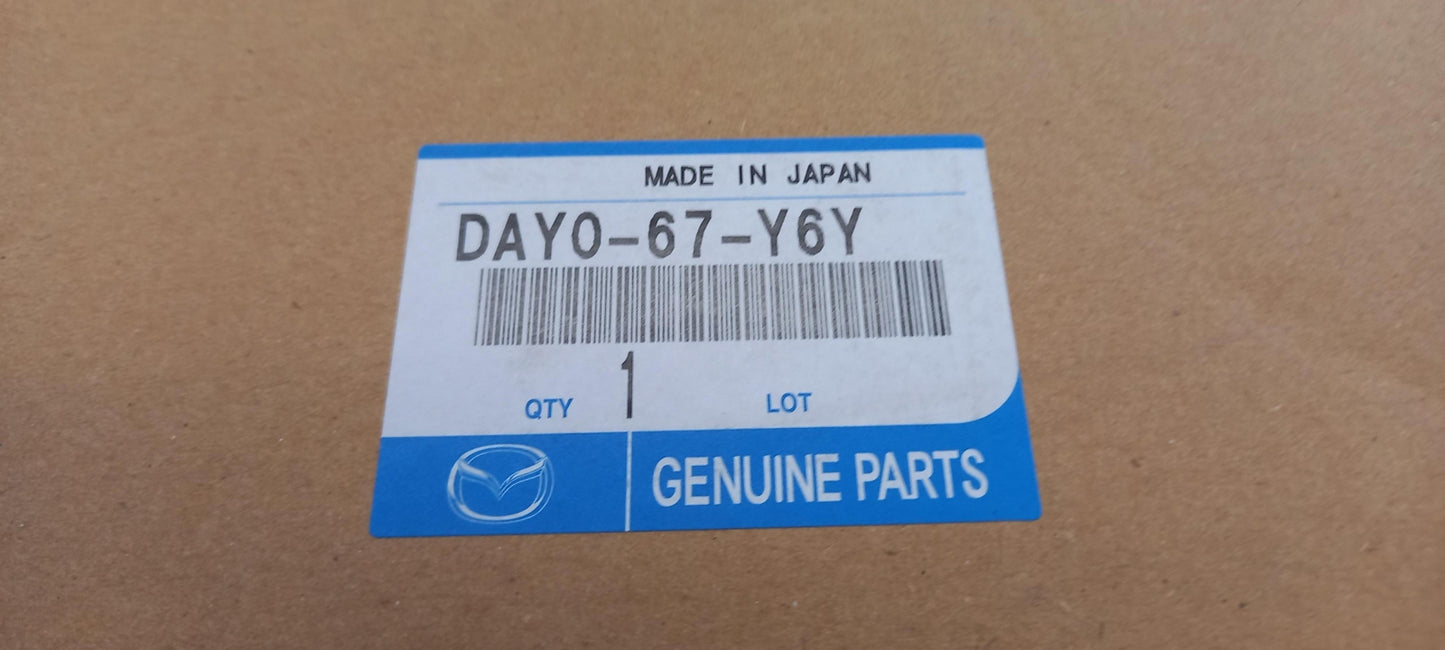 MADE IN JAPAN
DAY0-67-Y6Y
QTY 1 LOT
GENUINE PARTS